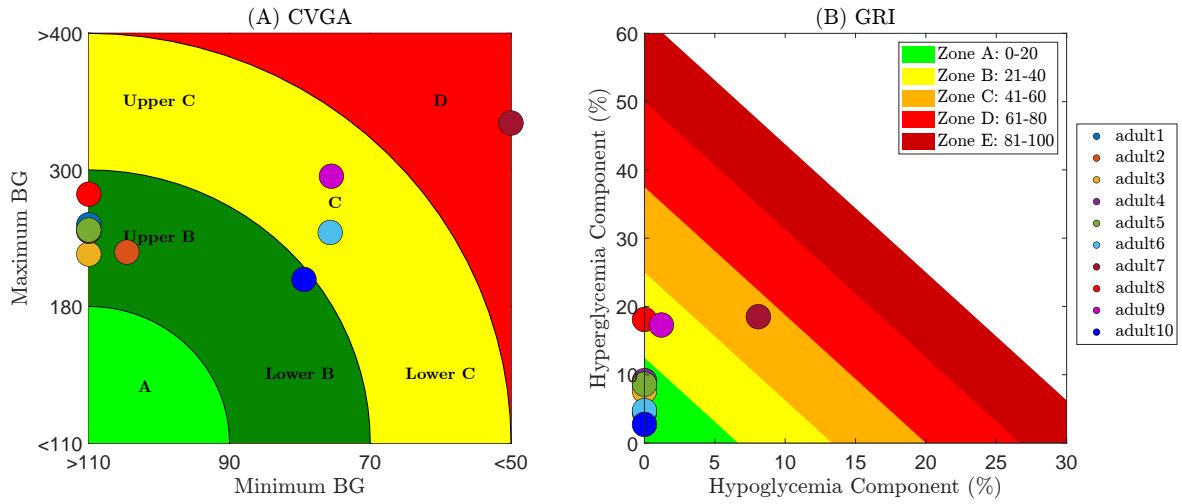 (A) CVGA
>400
300
180
<110
Maximum BG
Upper C
D
C
Upper B
A
Lower B
Lower C
>110 90 70 <50
Minimum BG
(B) GRI
60
50
40
30
20
10
0
Hyperglycemia Component (%)
Zone A: 0-20
Zone B: 21-40
Zone C: 41-60
Zone D: 61-80
Zone E: 81-100
0 5 10 15 20 25 30
Hypoglycemia Component (%)
adult1
adult2
adult3
adult4
adult5
adult6
adult7
adult8
adult9
adult10